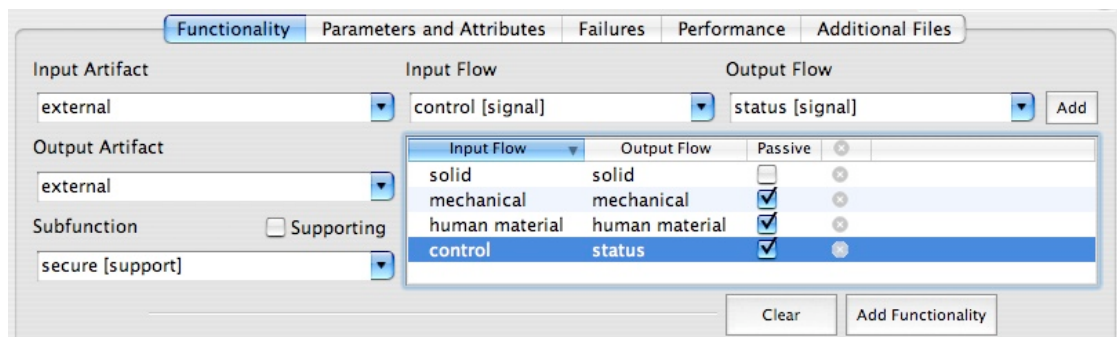 Functionality Parameters and Attributes Failures Performance Additional Files
Input Artifact Input Flow Output Flow
external control [signal] status [signal] Add
Output Artifact
external
Subfunction Supporting
secure [support]
Input Flow Output Flow Passive
solid solid
mechanical mechanical
human material human material
control status
Clear Add Functionality